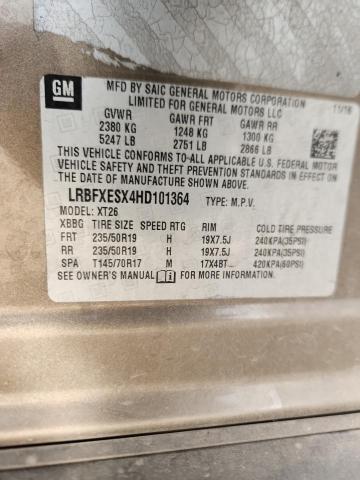 GM
MFD BY SAIC GENERAL MOTORS CORPORATION
LIMITED FOR GENERAL MOTORS LLC
GVWR GAWR FRT GAWR RR
2380 KG 1248 KG 1300 KG
5247 LB 2751 LB 2866 LB
THIS VEHICLE CONFORMS TO ALL APPLICABLE U.S. FEDERAL MOTOR
VEHICLE SAFETY AND THEFT PREVENTION STANDARDS IN EFFECT ON
THE DATE OF MANUFACTURE SHOWN ABOVE.
LRBFXESX4HD101364 TYPE: M.P.V.
MODEL: XT26
XBBG TIRE SIZE SPEED RTG RIM COLD TIRE PRESSURE
FRT 235/50R19 H 19X7.5J 240KPA(35PSI)
RR 235/50R19 H 19X7.5J 240KPA(35PSI)
SPA T145/70R17 M 17X4BT 420KPA(60PSI)
SEE OWNER'S MANUAL FOR MORE INFORMATION.